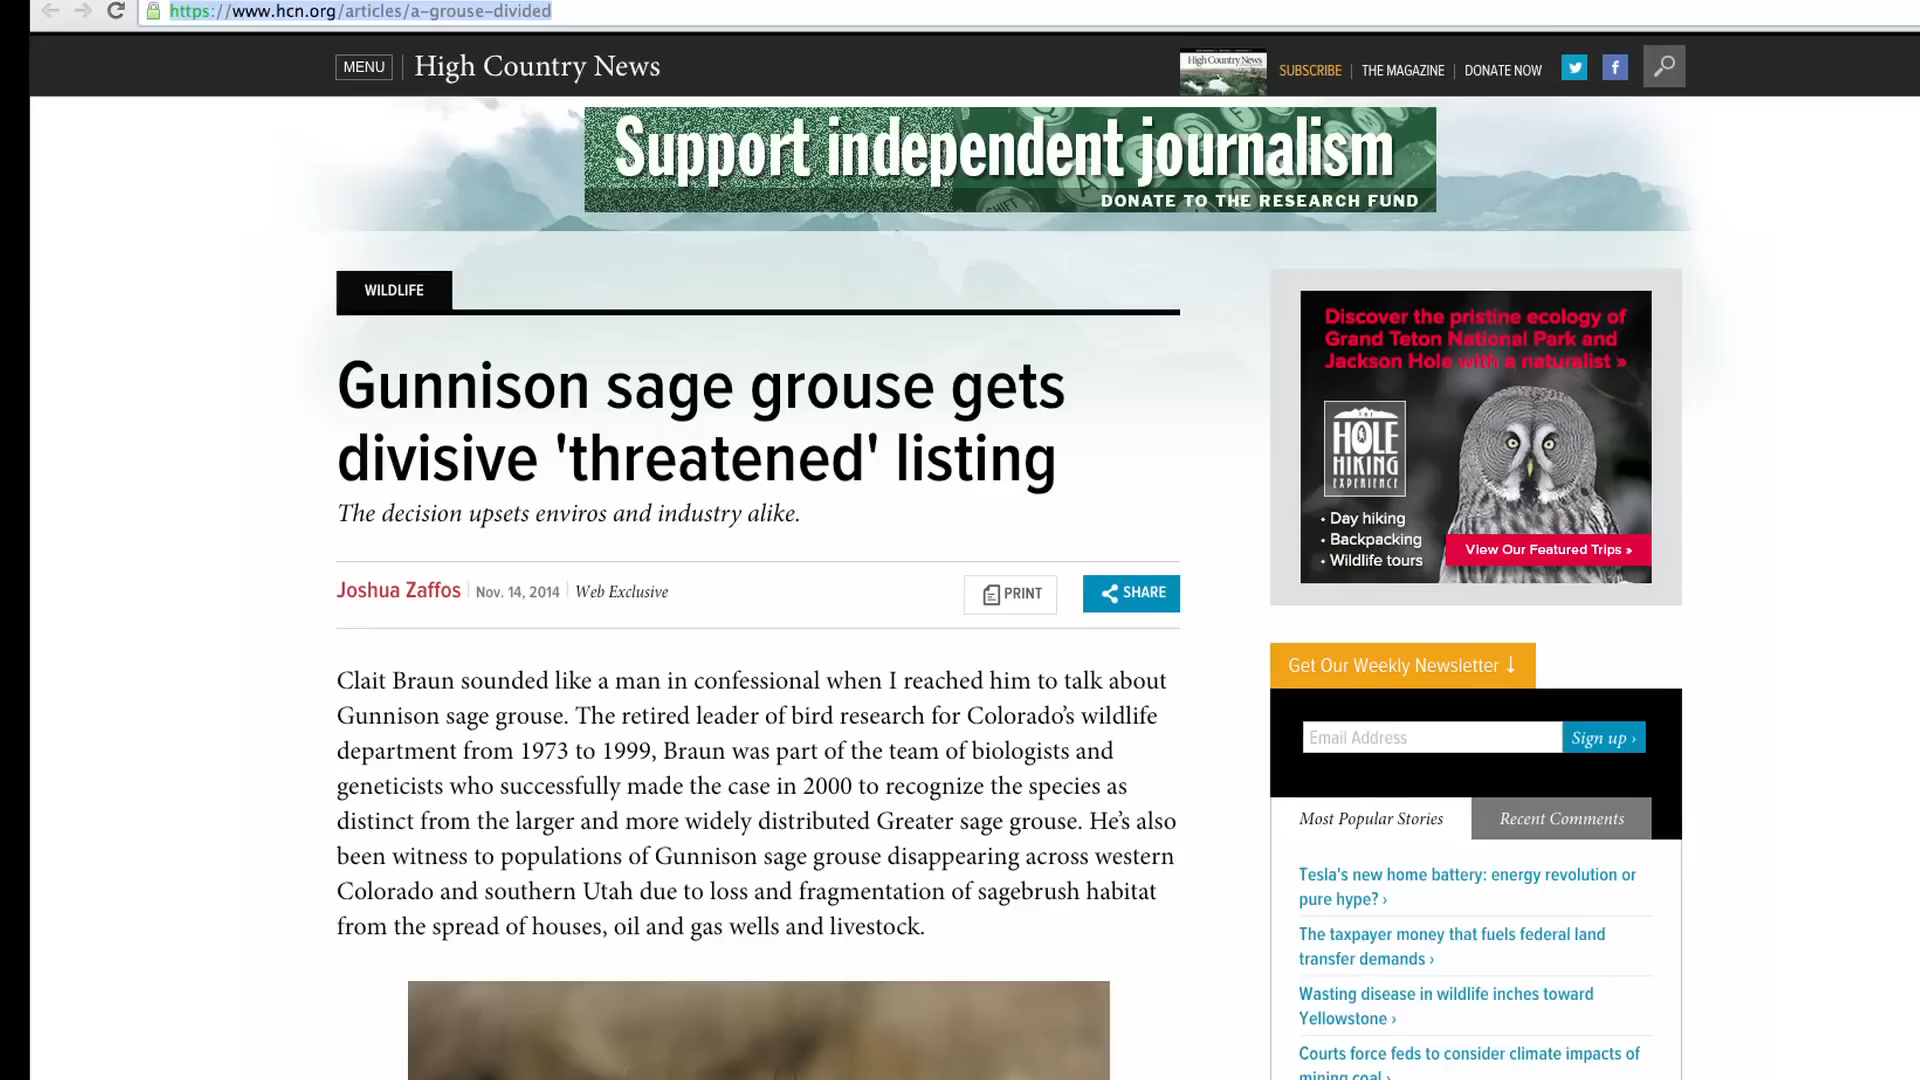 https://www.hcn.org/articles/a-grouse-divided
MENU
High Country News
High Country News
SUBSCRIBE
THE MAGAZINE
DONATE NOW
Support independent journalism
SHIFT
DONATE TO THE RESEARCH FUND
WILDLIFE
Gunnison sage grouse gets
divisive 'threatened' listing
The decision upsets enviros and industry alike.
Joshua Zaffos
Nov. 14, 2014
Web Exclusive
PRINT
SHARE
Clait Braun sounded like a man in confessional when I reached him to talk about
Gunnison sage grouse. The retired leader of bird research for Colorado’s wildlife
department from 1973 to 1999, Braun was part of the team of biologists and
geneticists who successfully made the case in 2000 to recognize the species as
distinct from the larger and more widely distributed Greater sage grouse. He’s also
been witness to populations of Gunnison sage grouse disappearing across western
Colorado and southern Utah due to loss and fragmentation of sagebrush habitat
from the spread of houses, oil and gas wells and livestock.
Discover the pristine ecology of
Grand Teton National Park and
Jackson Hole with a naturalist »
THE
HOLE
HIKING
EXPERIENCE
• Day hiking
• Backpacking
• Wildlife tours
View Our Featured Trips »
Get Our Weekly Newsletter ↓
Email Address
Sign up ›
Most Popular Stories
Recent Comments
Tesla's new home battery: energy revolution or
pure hype? ›
The taxpayer money that fuels federal land
transfer demands ›
Wasting disease in wildlife inches toward
Yellowstone ›
Courts force feds to consider climate impacts of
mining coal ›